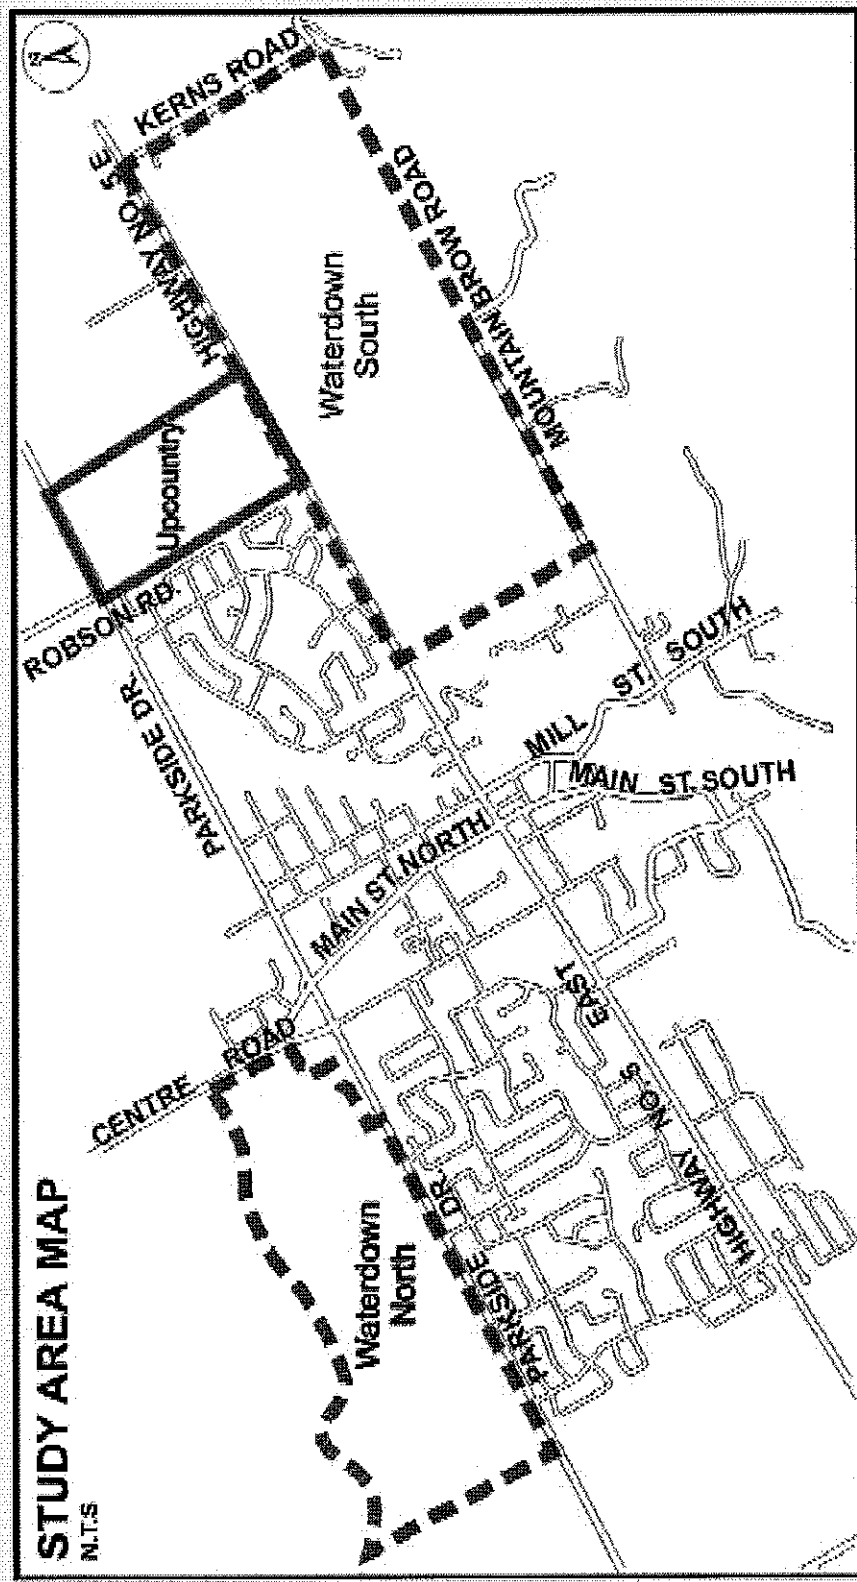 STUDY AREA MAP
N.T.S
CENTRE ROAD
Waterdown
North
PARKSIDE DR.
HIGHWAY NO. 5 EAST
MAIN ST. NORTH
PARKSIDE DR.
ROBSON RD.
Upcountry
MILL ST. SOUTH
MAIN ST. SOUTH
Waterdown
South
HIGHWAY NO. 5 E
MOUNTAIN BROW ROAD
KERNS ROAD